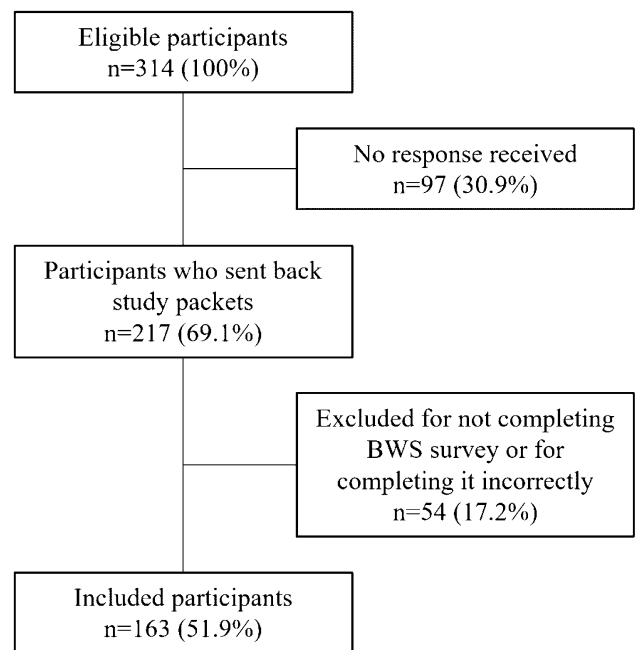 Eligible participants
n=314 (100%)
No response received
n=97 (30.9%)
Participants who sent back
study packets
n=217 (69.1%)
Excluded for not completing
BWS survey or for
completing it incorrectly
n=54 (17.2%)
Included participants
n=163 (51.9%)